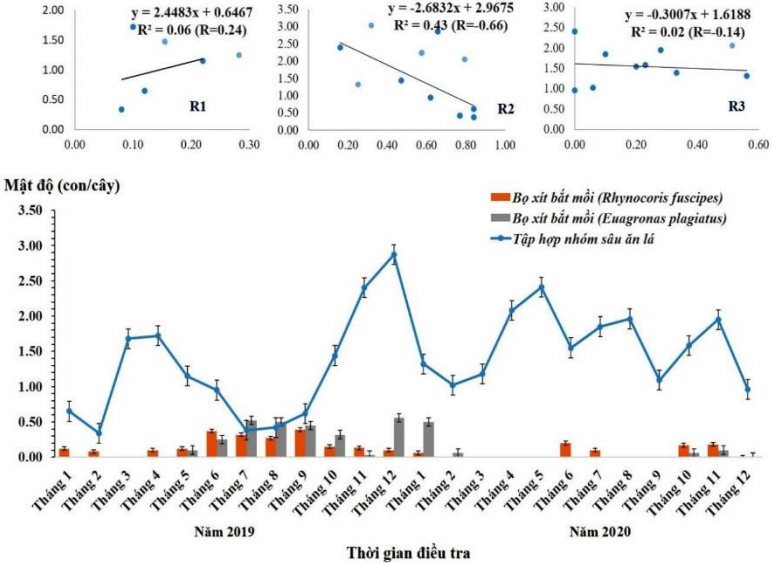 y = 2.4483x + 0.6467
R² = 0.06 (R=0.24)
2.00
1.50
1.00
0.50
0.00
R1
0.00 0.10 0.20 0.30
y = -2.6832x + 2.9675
R² = 0.43 (R=-0.66)
3.50
3.00
2.50
2.00
1.50
1.00
0.50
0.00
R2
0.00 0.20 0.40 0.60 0.80 1.00
y = -0.3007x + 1.6188
R² = 0.02 (R=-0.14)
3.00
2.50
2.00
1.50
1.00
0.50
0.00
R3
0.00 0.20 0.40 0.60
Mật độ (con/cây)
Bọ xít bắt mồi (Rhynocoris fuscipes)
Bọ xít bắt mồi (Euagronas plagiatus)
Tập hợp nhóm sâu ăn lá
3.50
3.00
2.50
2.00
1.50
1.00
0.50
0.00
Tháng 1
Tháng 2
Tháng 3
Tháng 4
Tháng 5
Tháng 6
Tháng 7
Tháng 8
Tháng 9
Tháng 10
Tháng 11
Tháng 12
Tháng 1
Tháng 2
Tháng 3
Tháng 4
Tháng 5
Tháng 6
Tháng 7
Tháng 8
Tháng 9
Tháng 10
Tháng 11
Tháng 12
Năm 2019 Năm 2020
Thời gian điều tra